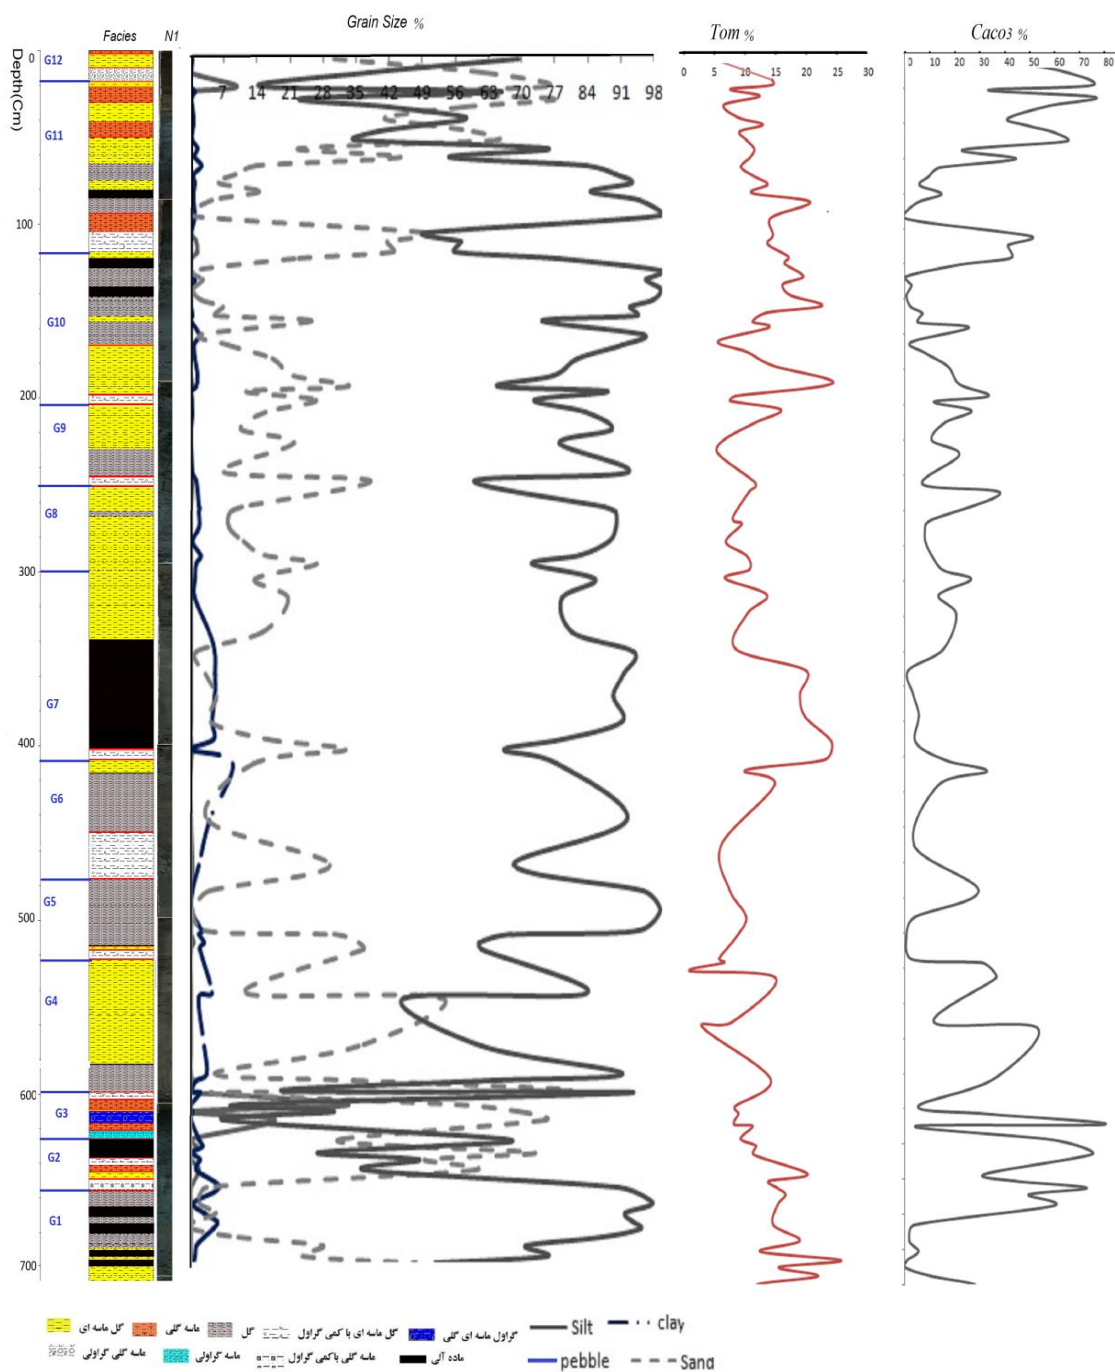 Grain Size %
Facies N1 Tom % Caco3 %
Depth(Cm)
0 5 10 15 20 25 30
0 10 20 30 40 50 60 70 80
7 14 21 28 35 42 49 56 63 70 77 84 91 98
0
100
200
300
400
500
600
700
G12
G11
G10
G9
G8
G7
G6
G5
G4
G3
G2
G1
گل ماسه ای
ماسه گلی
گل
گل ماسه ای با کمی گراول
گراول ماسه ای گلی
Silt
clay
ماسه گلی گراولی
ماسه گراولی
ماسه گلی باکمی گراول
ماده آلی
pebble
Sand